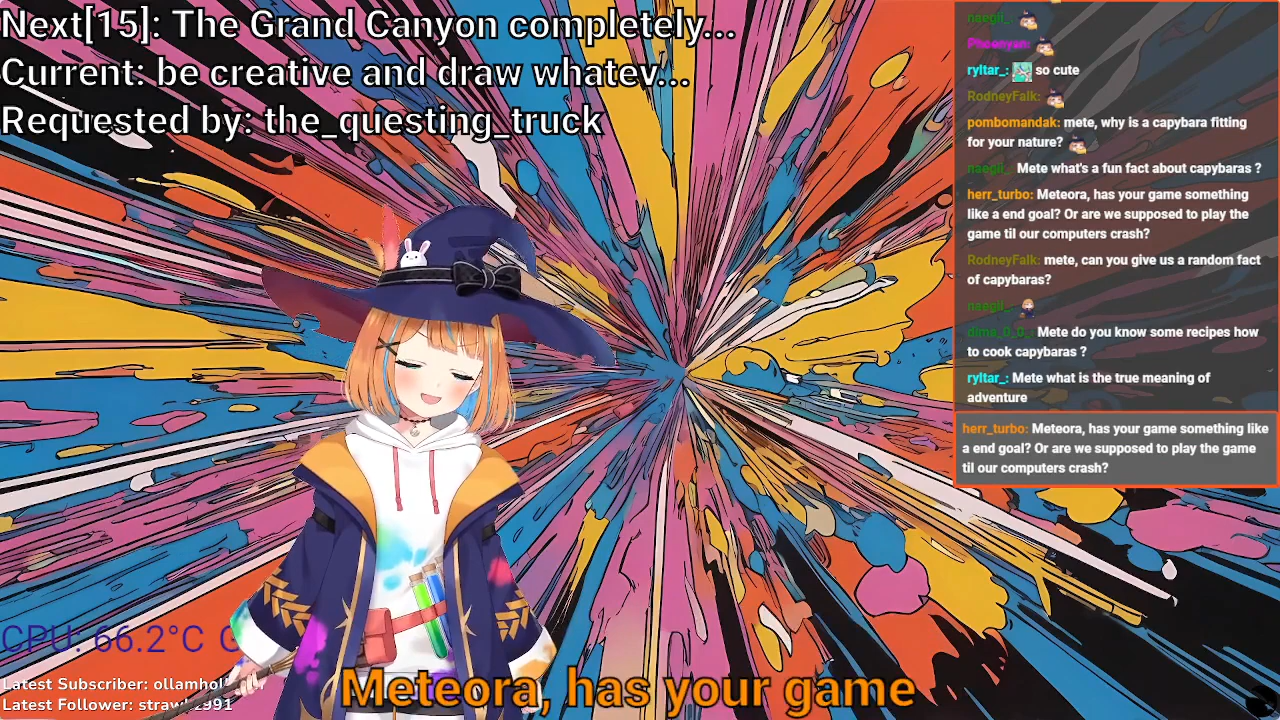 Next[15]: The Grand Canyon completely...
Current: be creative and draw whatev...
Requested by: the_questing_truck
naegii_:
Phoenyan:
ryltar_: so cute
RodneyFalk:
pombomandak: mete, why is a capybara fitting
for your nature?
naegii_: Mete what's a fun fact about capybaras ?
herr_turbo: Meteora, has your game something
like a end goal? Or are we supposed to play the
game til our computers crash?
RodneyFalk: mete, can you give us a random fact
of capybaras?
naegii_:
Mete do you know some recipes how
to cook capybaras ?
ryltar_: Mete what is the true meaning of
adventure
herr_turbo: Meteora, has your game something like
a end goal? Or are we supposed to play the game
til our computers crash?
CPU: 66.2°C
Latest Subscriber:
Latest Follower:
Meteora, has your game